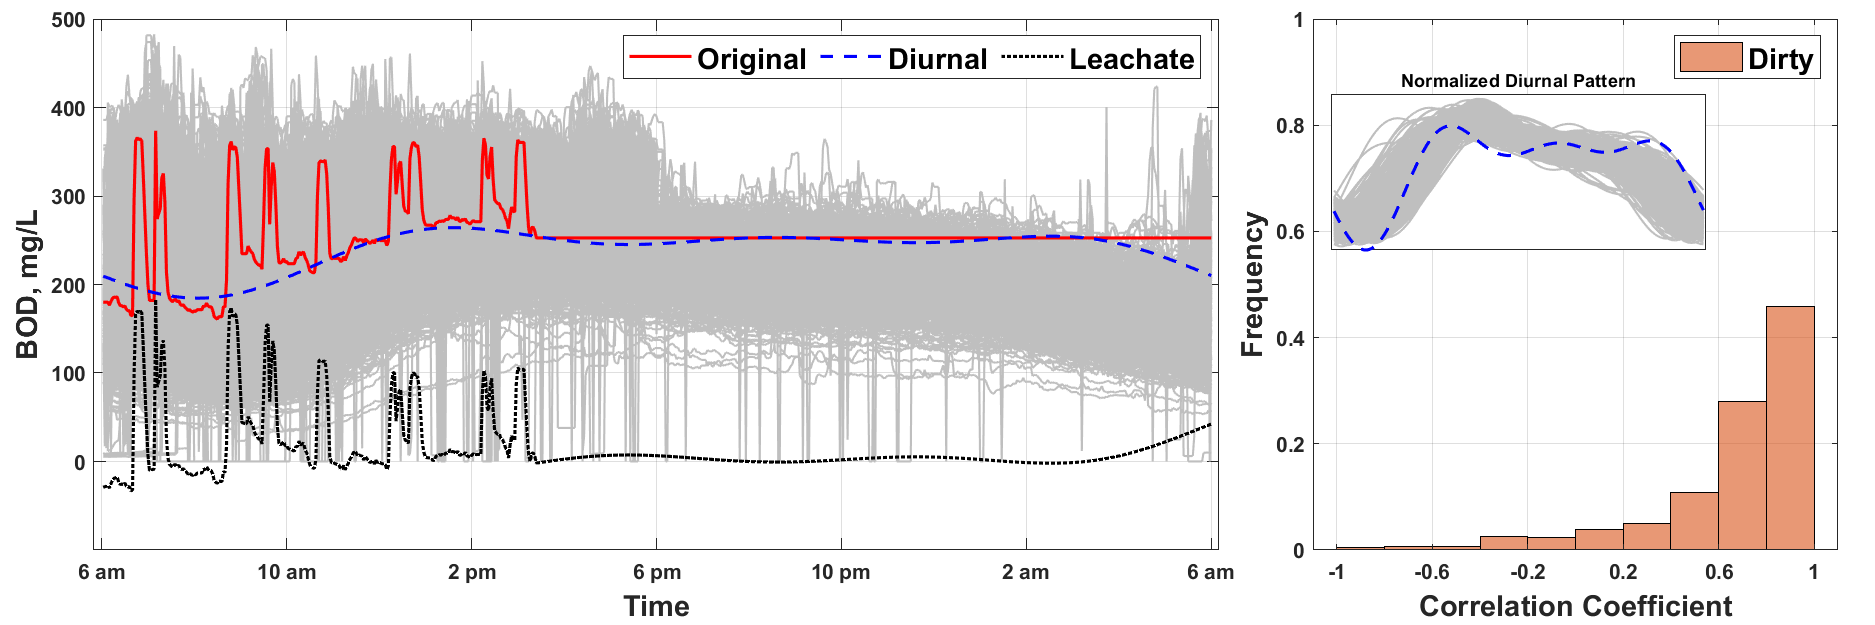 500
400
300
200
100
0
BOD, mg/L
Original Diurnal Leachate
6 am 10 am 2 pm 6 pm 10 pm 2 am 6 am
Time
1
0.8
0.6
0.4
0.2
0
Frequency
Dirty
Normalized Diurnal Pattern
-1 -0.6 -0.2 0.2 0.6 1
Correlation Coefficient